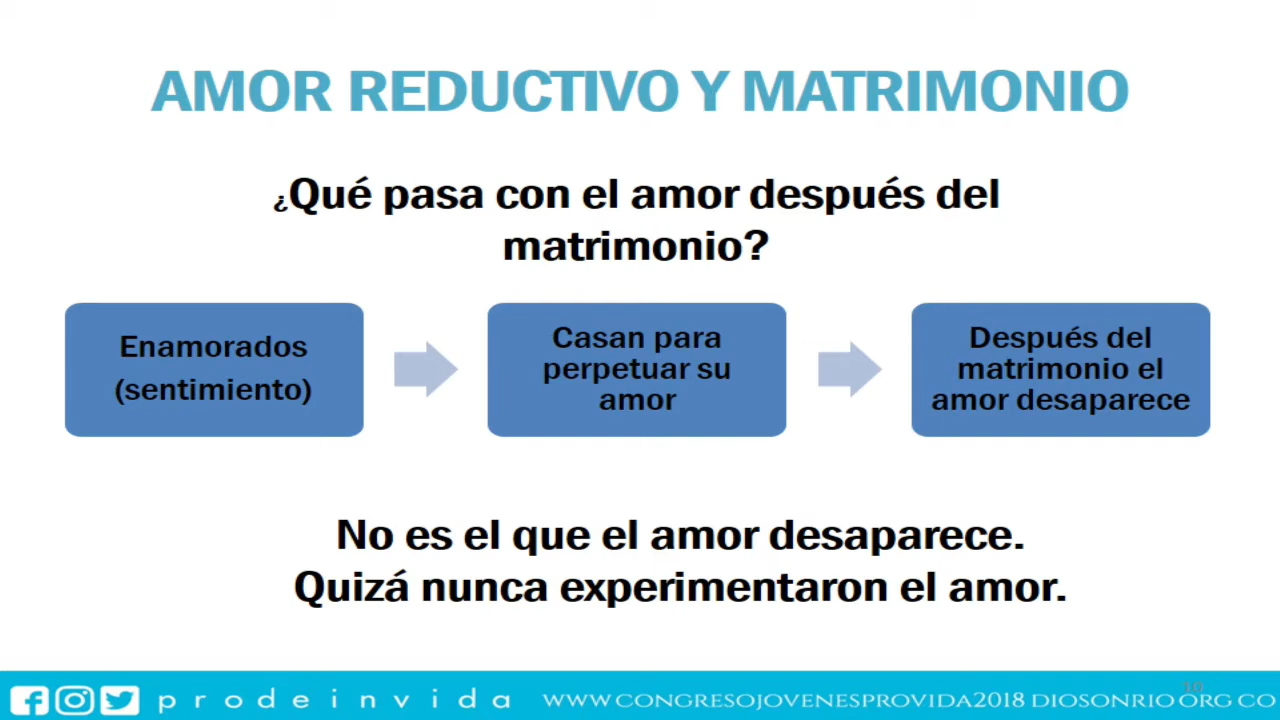 AMOR REDUCTIVO Y MATRIMONIO
¿Qué pasa con el amor después del
matrimonio?
Enamorados
(sentimiento)
Casan para
perpetuar su
amor
Después del
matrimonio el
amor desaparece
No es el que el amor desaparece.
Quizá nunca experimentaron el amor.
prodeinvida WWW.CONGRESOJOVENESPROVIDA2018 DIOSONRIO ORG CO
10